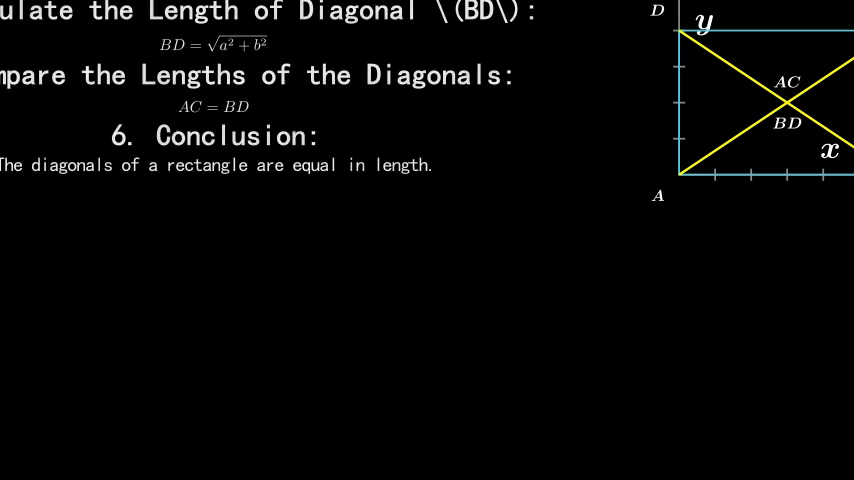 ulate the Length of Diagonal \(BD\):
BD = √a² + b²
mpare the Lengths of the Diagonals:
AC = BD
6. Conclusion:
The diagonals of a rectangle are equal in length.
D
y
AC
BD
x
A